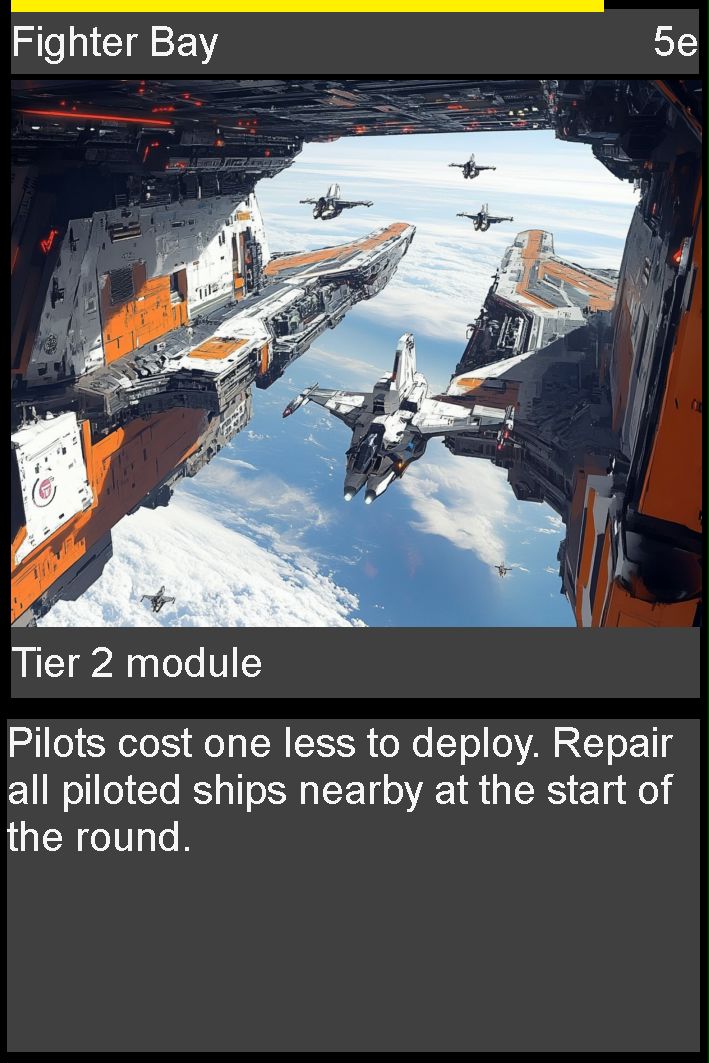 Fighter Bay 5e
Tier 2 module
Pilots cost one less to deploy. Repair
all piloted ships nearby at the start of
the round.